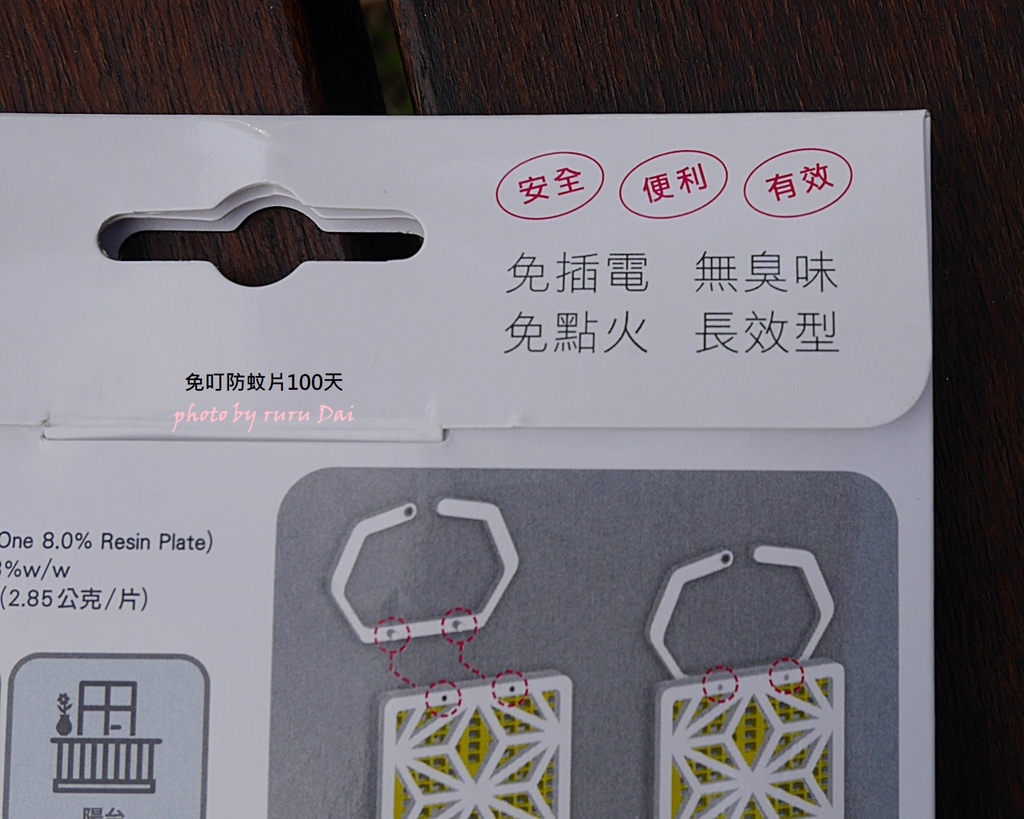 安全 便利 有效
免插電 無臭味
免點火 長效型
免叮防蚊片100天
photo by ruru Dai
One 8.0% Resin Plate)
%w/w
(2.85公克/片)
陽台